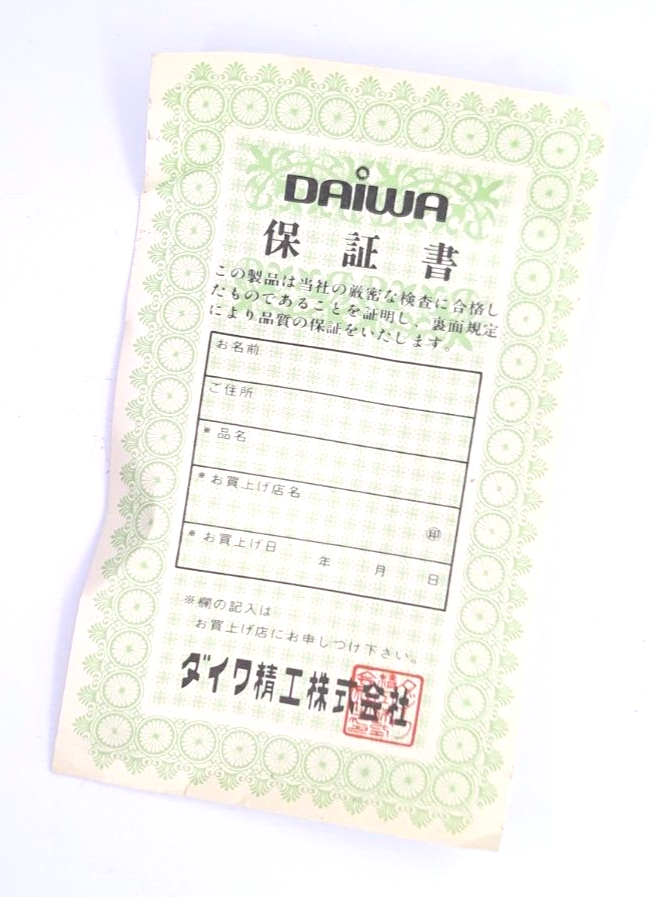 DAIWA
保証書
この製品は当社の厳密な検査に合格し
たものであることを証明し、裏面規定
により品質の保証をいたします。
お名前
ご住所
※品名
※お買上げ店名
㊞
※お買上げ日 年 月 日
※欄の記入は
お買上げ店にお申しつけ下さい。
ダイワ精工株式会社